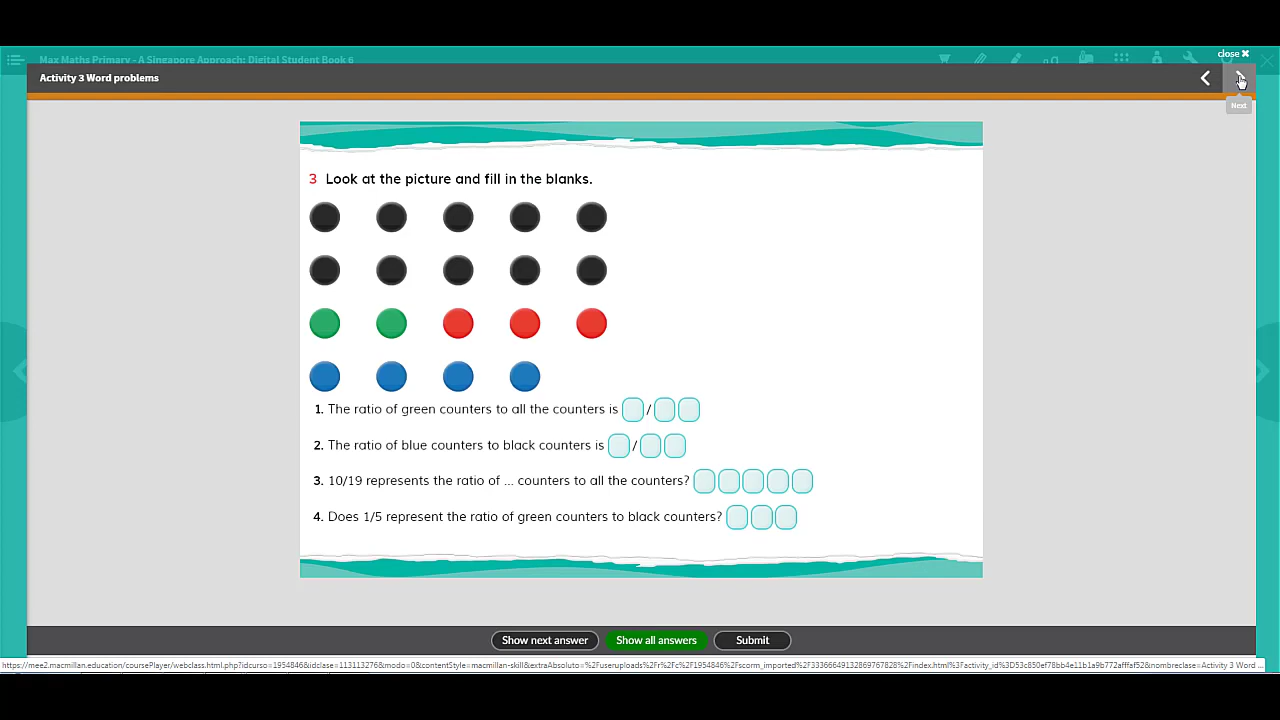 Max Maths Primary - A Singapore Approach: Digital Student Book 6
close ✖
Activity 3 Word problems
Next
3 Look at the picture and fill in the blanks.
1. The ratio of green counters to all the counters is /
2. The ratio of blue counters to black counters is /
3. 10/19 represents the ratio of ... counters to all the counters?
4. Does 1/5 represent the ratio of green counters to black counters?
Show next answer Show all answers Submit